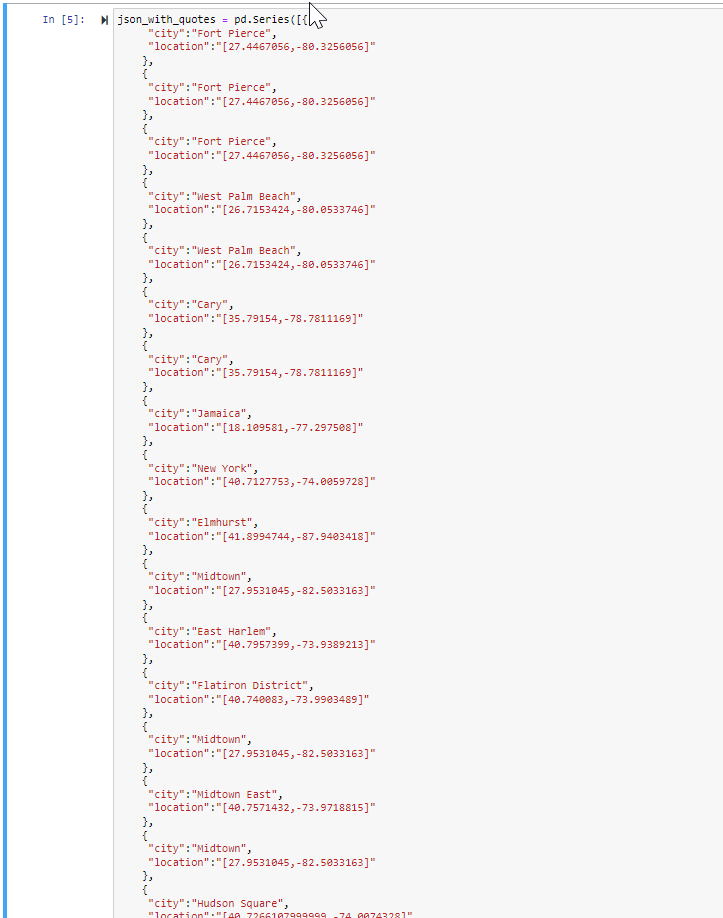 In [5]:
json_with_quotes = pd.Series([{
"city":"Fort Pierce",
"location":"[27.4467056,-80.3256056]"
},
{
"city":"Fort Pierce",
"location":"[27.4467056,-80.3256056]"
},
{
"city":"Fort Pierce",
"location":"[27.4467056,-80.3256056]"
},
{
"city":"West Palm Beach",
"location":"[26.7153424,-80.0533746]"
},
{
"city":"West Palm Beach",
"location":"[26.7153424,-80.0533746]"
},
{
"city":"Cary",
"location":"[35.79154,-78.7811169]"
},
{
"city":"Cary",
"location":"[35.79154,-78.7811169]"
},
{
"city":"Jamaica",
"location":"[18.109581,-77.297508]"
},
{
"city":"New York",
"location":"[40.7127753,-74.0059728]"
},
{
"city":"Elmhurst",
"location":"[41.8994744,-87.9403418]"
},
{
"city":"Midtown",
"location":"[27.9531045,-82.5033163]"
},
{
"city":"East Harlem",
"location":"[40.7957399,-73.9389213]"
},
{
"city":"Flatiron District",
"location":"[40.740083,-73.9903489]"
},
{
"city":"Midtown",
"location":"[27.9531045,-82.5033163]"
},
{
"city":"Midtown East",
"location":"[40.7571432,-73.9718815]"
},
{
"city":"Midtown",
"location":"[27.9531045,-82.5033163]"
},
{
"city":"Hudson Square",
"location":"[40.7266107999999,-74.0074328]"